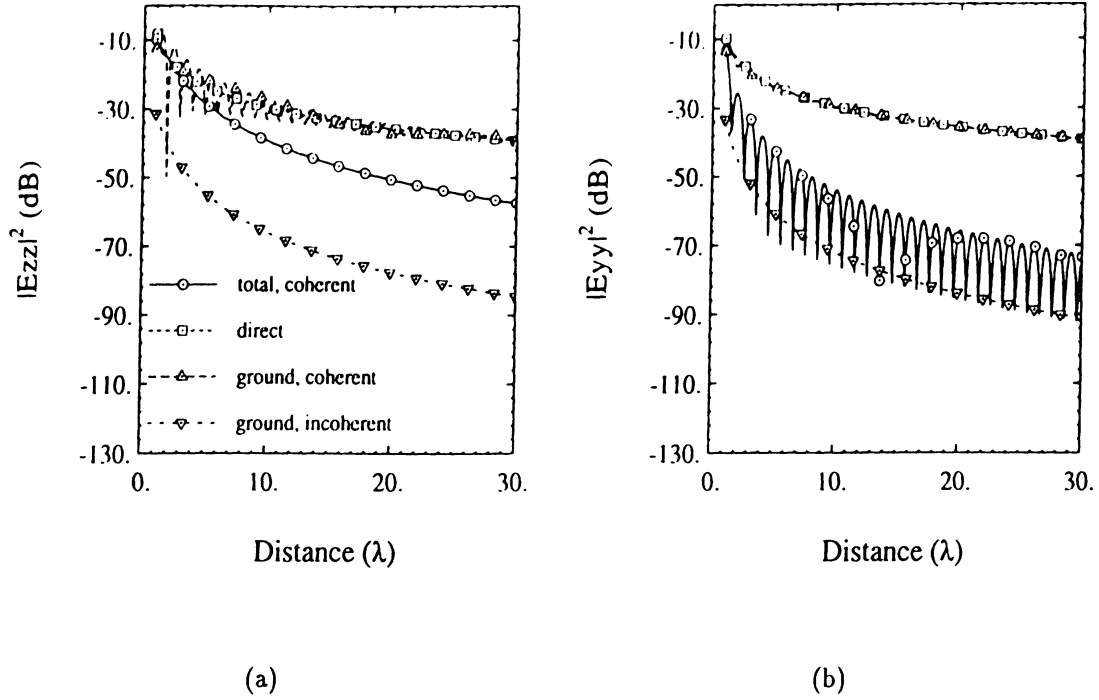 |Ezz|² (dB)
-10.
-30.
-50.
-70.
-90.
-110.
-130.
total, coherent
direct
ground, coherent
ground, incoherent
0.
10.
20.
30.
Distance (λ)
(a)
|Eyy|² (dB)
-10.
-30.
-50.
-70.
-90.
-110.
-130.
0.
10.
20.
30.
Distance (λ)
(b)